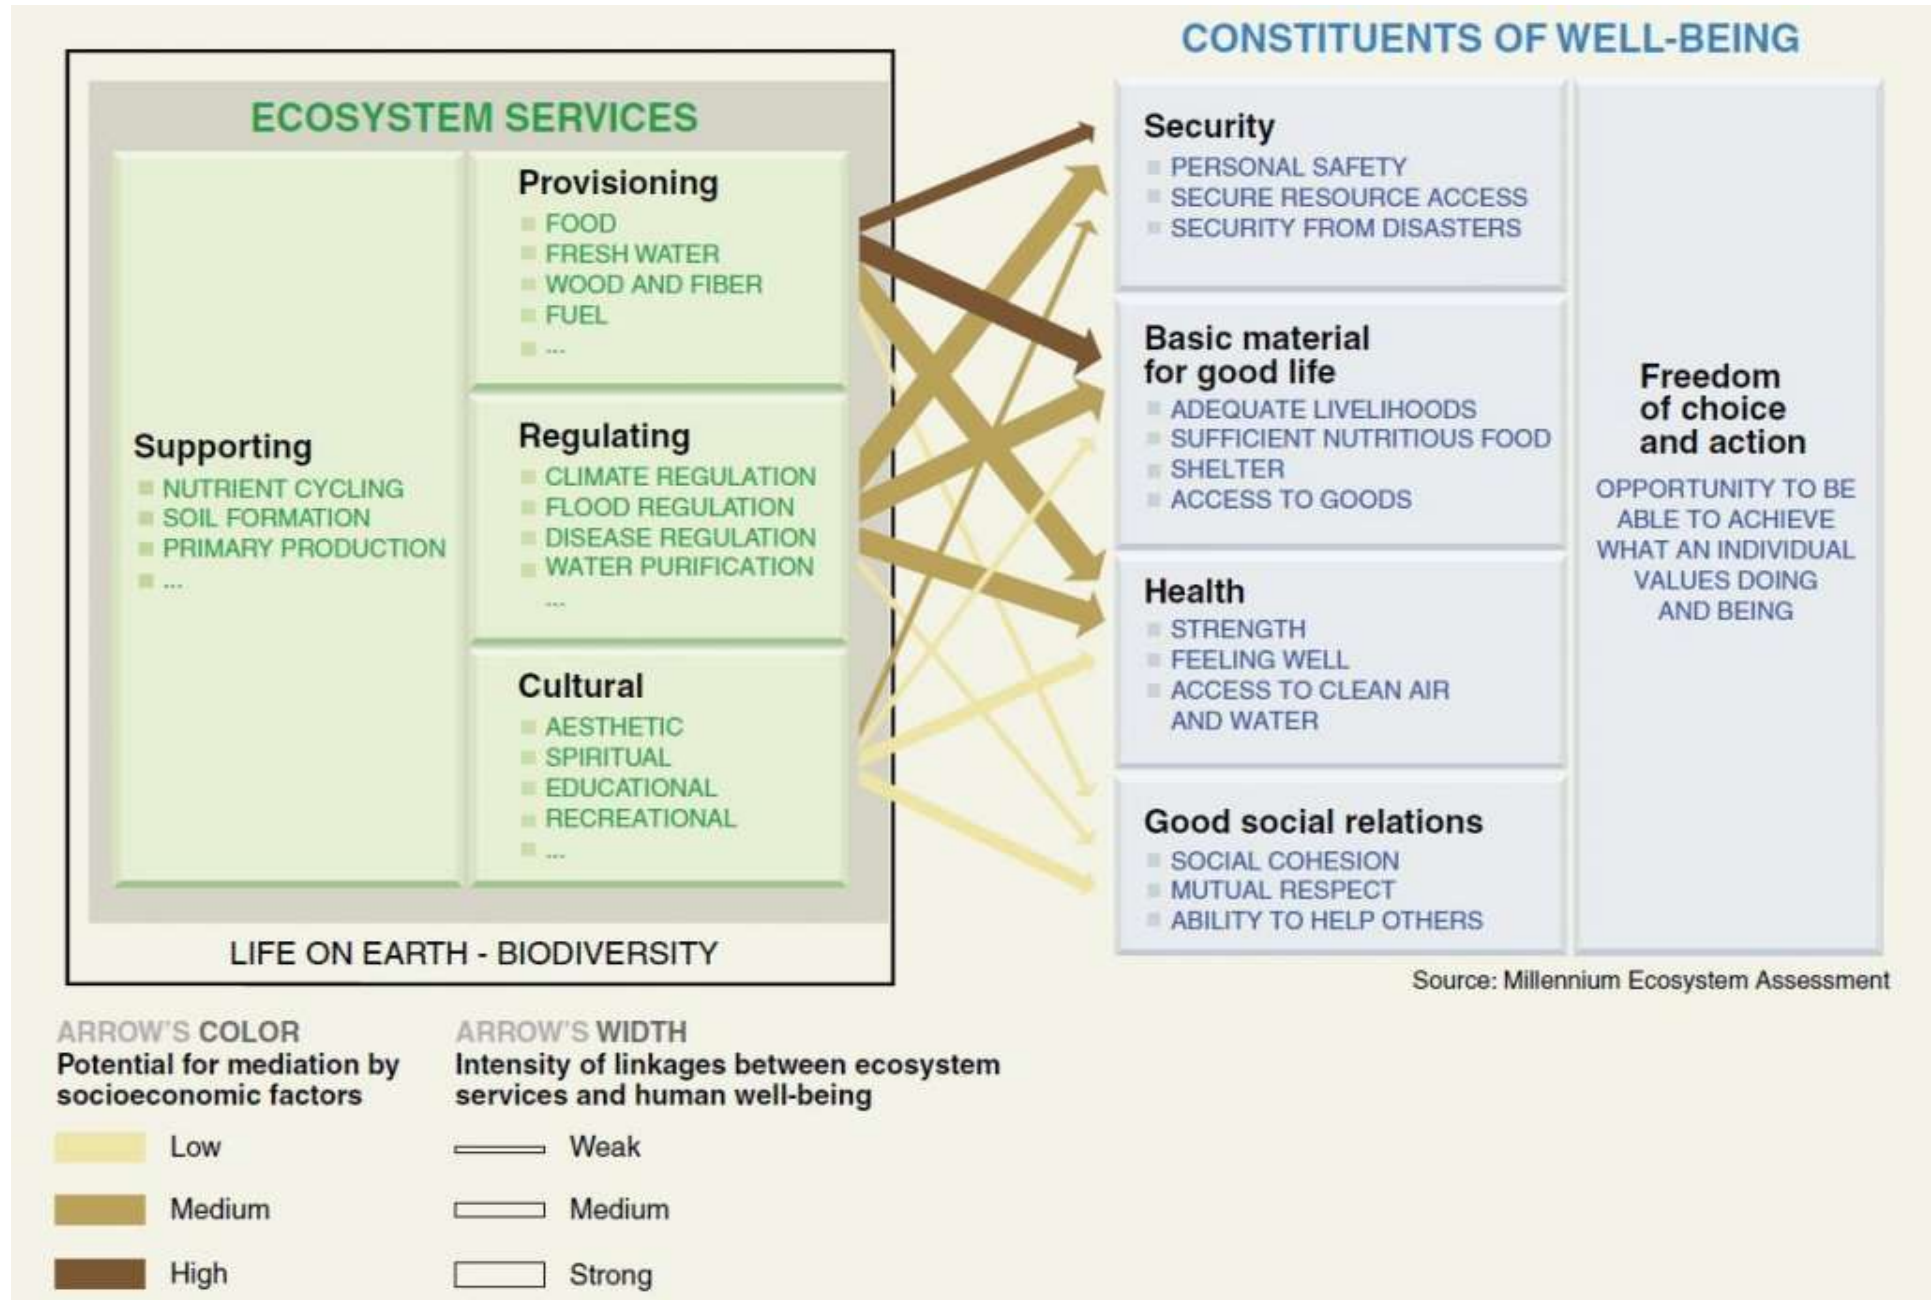 CONSTITUENTS OF WELL-BEING
ECOSYSTEM SERVICES
Supporting
NUTRIENT CYCLING
SOIL FORMATION
PRIMARY PRODUCTION
...
Provisioning
FOOD
FRESH WATER
WOOD AND FIBER
FUEL
...
Regulating
CLIMATE REGULATION
FLOOD REGULATION
DISEASE REGULATION
WATER PURIFICATION
...
Cultural
AESTHETIC
SPIRITUAL
EDUCATIONAL
RECREATIONAL
...
LIFE ON EARTH - BIODIVERSITY
Security
PERSONAL SAFETY
SECURE RESOURCE ACCESS
SECURITY FROM DISASTERS
Basic material
for good life
ADEQUATE LIVELIHOODS
SUFFICIENT NUTRITIOUS FOOD
SHELTER
ACCESS TO GOODS
Health
STRENGTH
FEELING WELL
ACCESS TO CLEAN AIR
AND WATER
Good social relations
SOCIAL COHESION
MUTUAL RESPECT
ABILITY TO HELP OTHERS
Freedom
of choice
and action
OPPORTUNITY TO BE
ABLE TO ACHIEVE
WHAT AN INDIVIDUAL
VALUES DOING
AND BEING
Source: Millennium Ecosystem Assessment
ARROW'S COLOR
Potential for mediation by
socioeconomic factors
Low
Medium
High
ARROW'S WIDTH
Intensity of linkages between ecosystem
services and human well-being
Weak
Medium
Strong